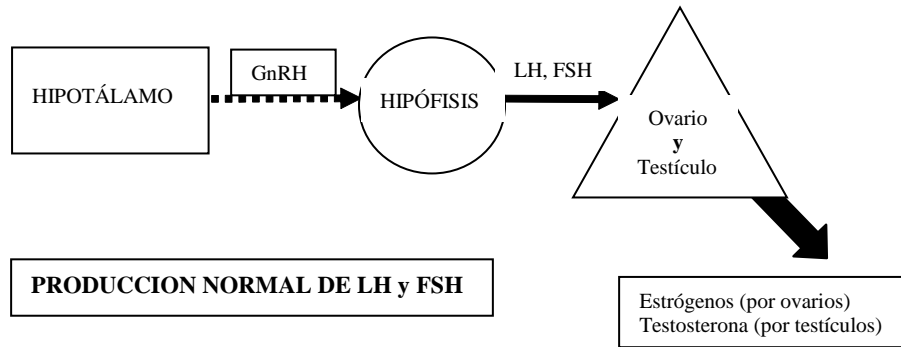 GnRH
LH, FSH
HIPOTÁLAMO
HIPÓFISIS
Ovario
y
Testículo
PRODUCCION NORMAL DE LH y FSH
Estrógenos (por ovarios)
Testosterona (por testículos)